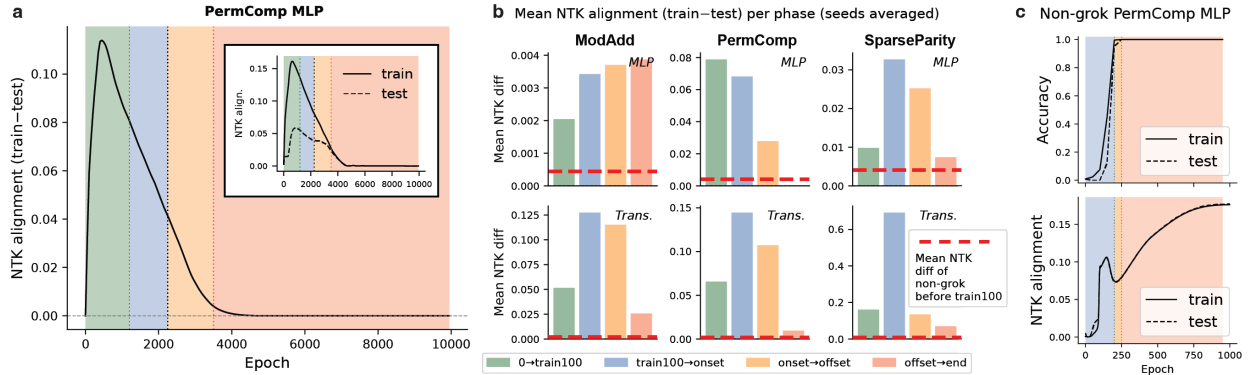 a
PermComp MLP
NTK alignment (train−test)
0.10
0.08
0.06
0.04
0.02
0.00
0
2000
4000
6000
8000
10000
Epoch
NTK align.
0.15
0.10
0.05
0.00
0
2000
4000
6000
8000
10000
train
test
b
Mean NTK alignment (train−test) per phase (seeds averaged)
ModAdd
MLP
Mean NTK diff
0.005
0.004
0.003
0.002
0.001
0.000
PermComp
MLP
0.08
0.06
0.04
0.02
0.00
SparseParity
MLP
0.03
0.02
0.01
0.00
Trans.
Mean NTK diff
0.125
0.100
0.075
0.050
0.025
0.000
Trans.
0.15
0.10
0.05
0.00
Trans.
0.6
0.4
0.2
0.0
Mean NTK
diff of
non-grok
before train100
0→train100
train100→onset
onset→offset
offset→end
c
Non-grok PermComp MLP
Accuracy
1.0
0.8
0.6
0.4
0.2
0.0
train
test
NTK alignment
0.15
0.10
0.05
0.00
train
test
0
250
500
750
1000
Epoch